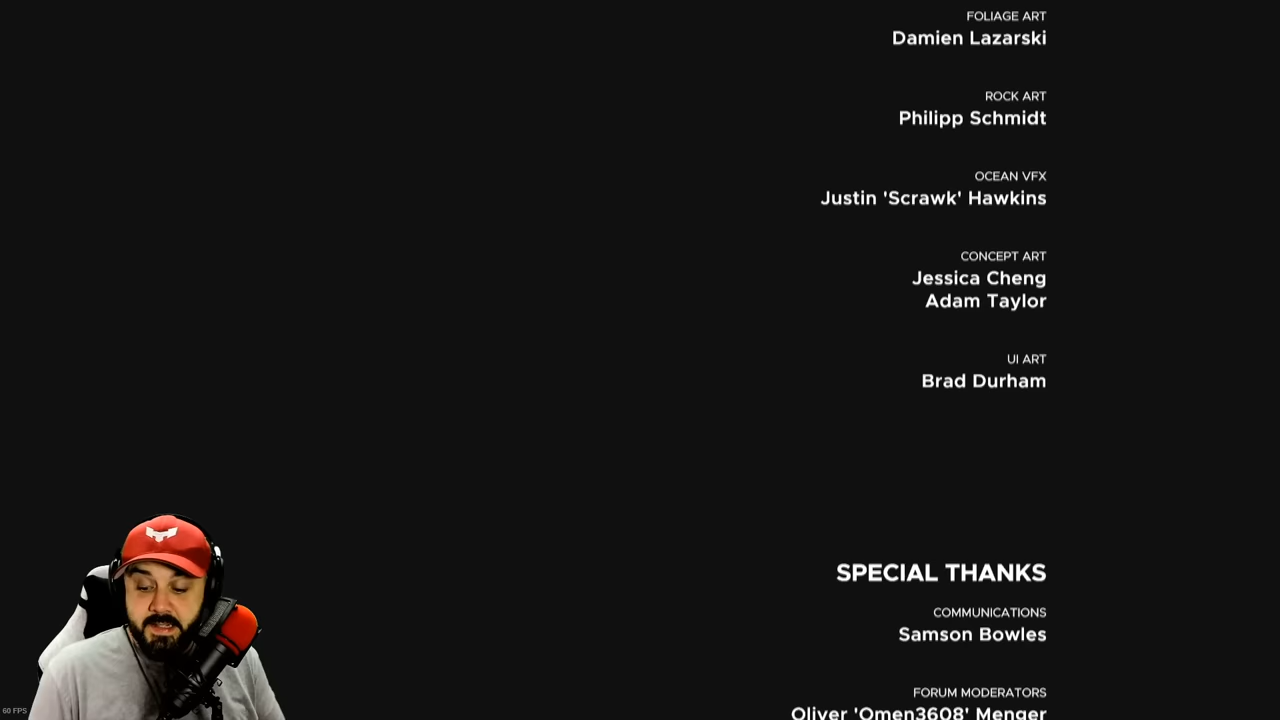 FOLIAGE ART
Damien Lazarski
ROCK ART
Philipp Schmidt
OCEAN VFX
Justin 'Scrawk' Hawkins
CONCEPT ART
Jessica Cheng
Adam Taylor
UI ART
Brad Durham
SPECIAL THANKS
COMMUNICATIONS
Samson Bowles
FORUM MODERATORS
Oliver 'Omen3608' Menger
60 FPS